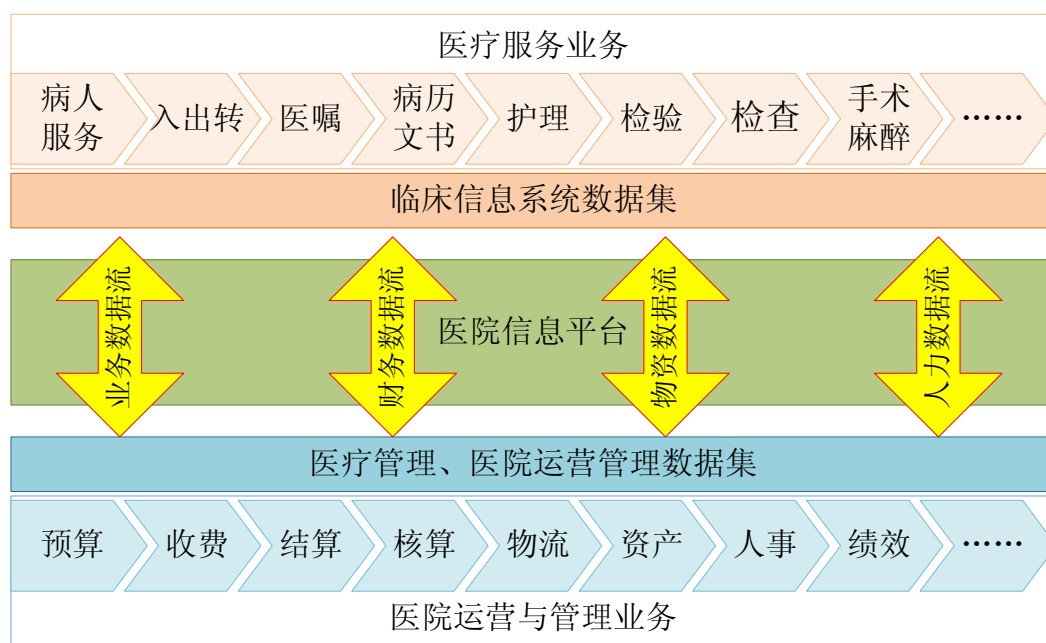 医疗服务业务
病人
服务
入出转
医嘱
病历
文书
护理
检验
检查
手术
麻醉
……
临床信息系统数据集
业务数据流
财务数据流
物资数据流
人力数据流
医院信息平台
医疗管理、医院运营管理数据集
预算
收费
结算
核算
物流
资产
人事
绩效
……
医院运营与管理业务